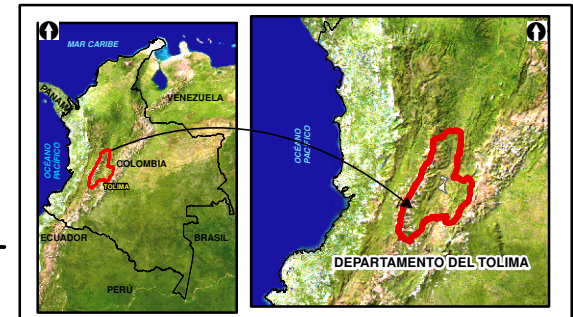 MAR CARIBE
PANAMÁ
VENEZUELA
OCÉANO
PACÍFICO
COLOMBIA
TOLIMA
ECUADOR
BRASIL
PERÚ
OCÉANO
PACÍFICO
DEPARTAMENTO DEL TOLIMA